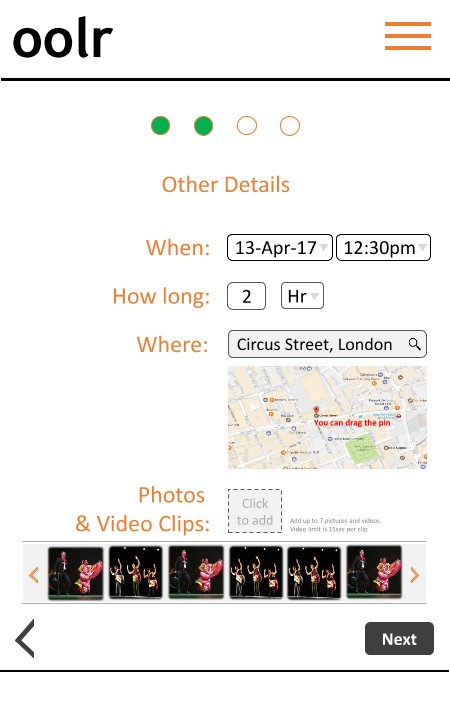 oolr
Other Details
When: 13-Apr-17 12:30pm
How long: 2 Hr
Where: Circus Street, London
You can drag the pin
Photos
& Video Clips:
Click
to add
Add up to 7 pictures and videos
Video limit is 15sec per clip
Next